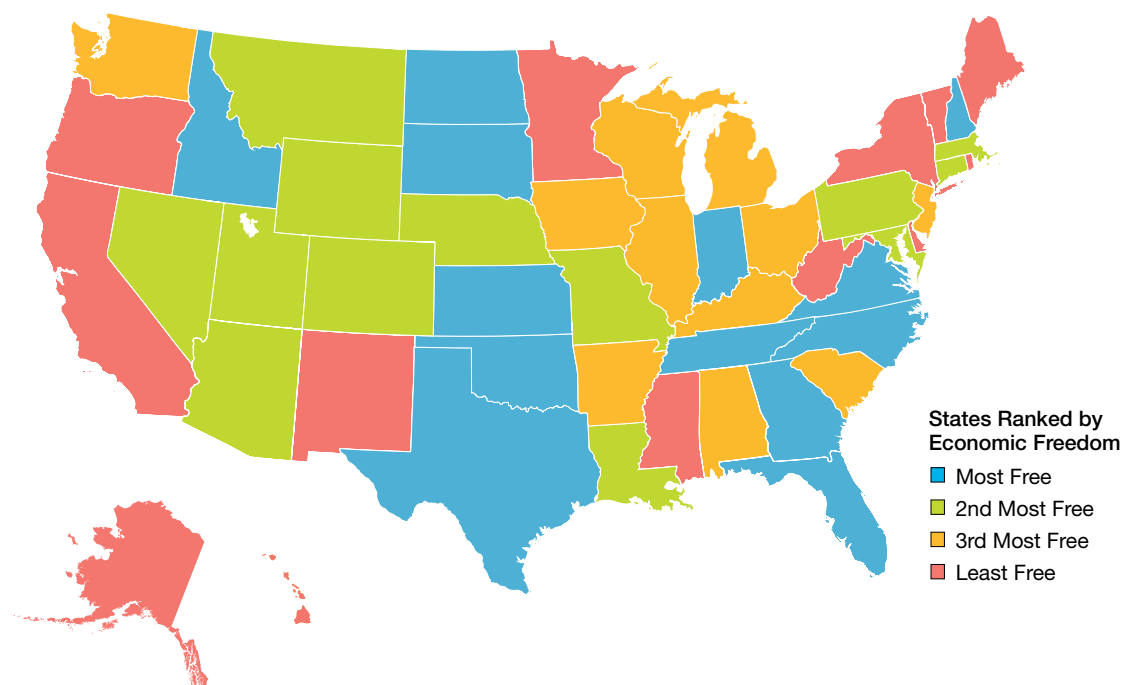 States Ranked by
Economic Freedom
Most Free
2nd Most Free
3rd Most Free
Least Free